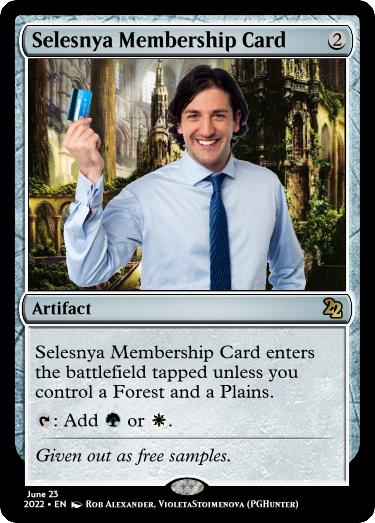 Selesnya Membership Card 2
Artifact 22
Selesnya Membership Card enters
the battlefield tapped unless you
control a Forest and a Plains.
: Add or .
Given out as free samples.
June 23
2022 • EN Rob Alexander, VioletaStoimenova (PGHunter)